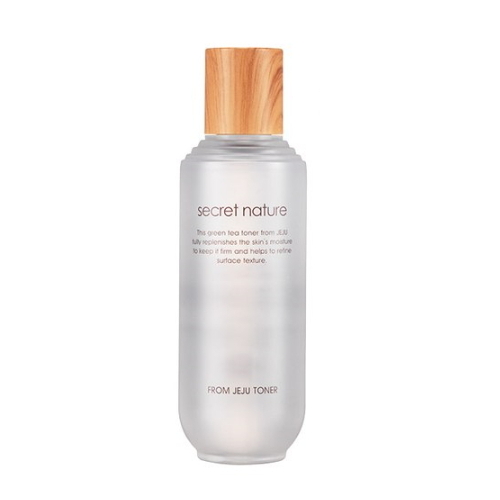 secret nature
This green tea toner from JEJU
fully replenishes the skin's moisture
to keep it firm and helps to refine
surface texture.
FROM JEJU TONER